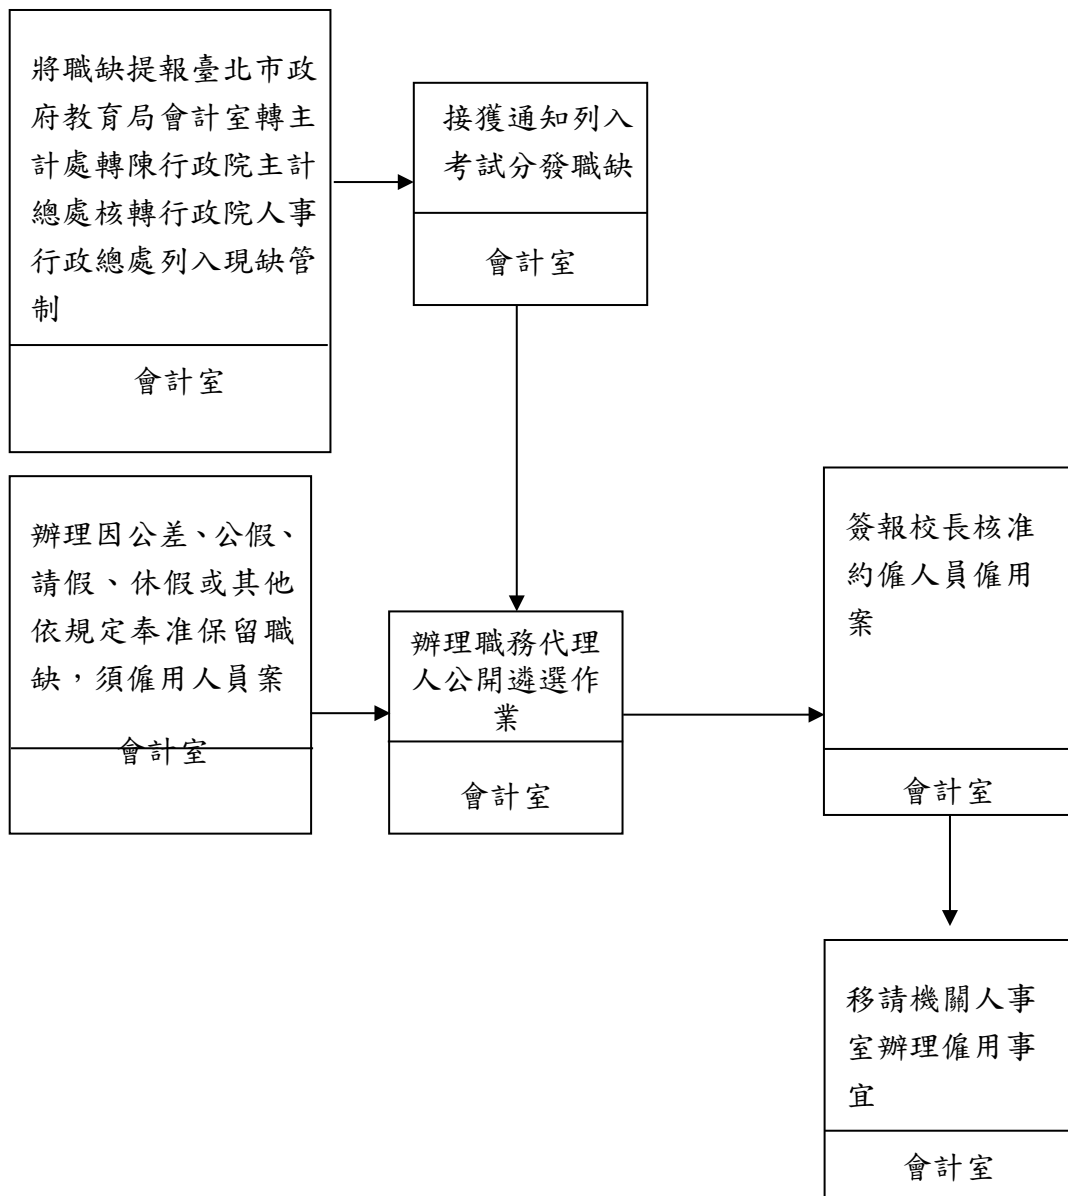 將職缺提報臺北市政
府教育局會計室轉主
計處轉陳行政院主計
總處核轉行政院人事
行政總處列入現缺管
制
會計室
接獲通知列入
考試分發職缺
會計室
辦理因公差、公假、
請假、休假或其他
依規定奉准保留職
缺，須僱用人員案
會計室
辦理職務代理
人公開遴選作
業
會計室
簽報校長核准
約僱人員僱用
案
會計室
移請機關人事
室辦理僱用事
宜
會計室